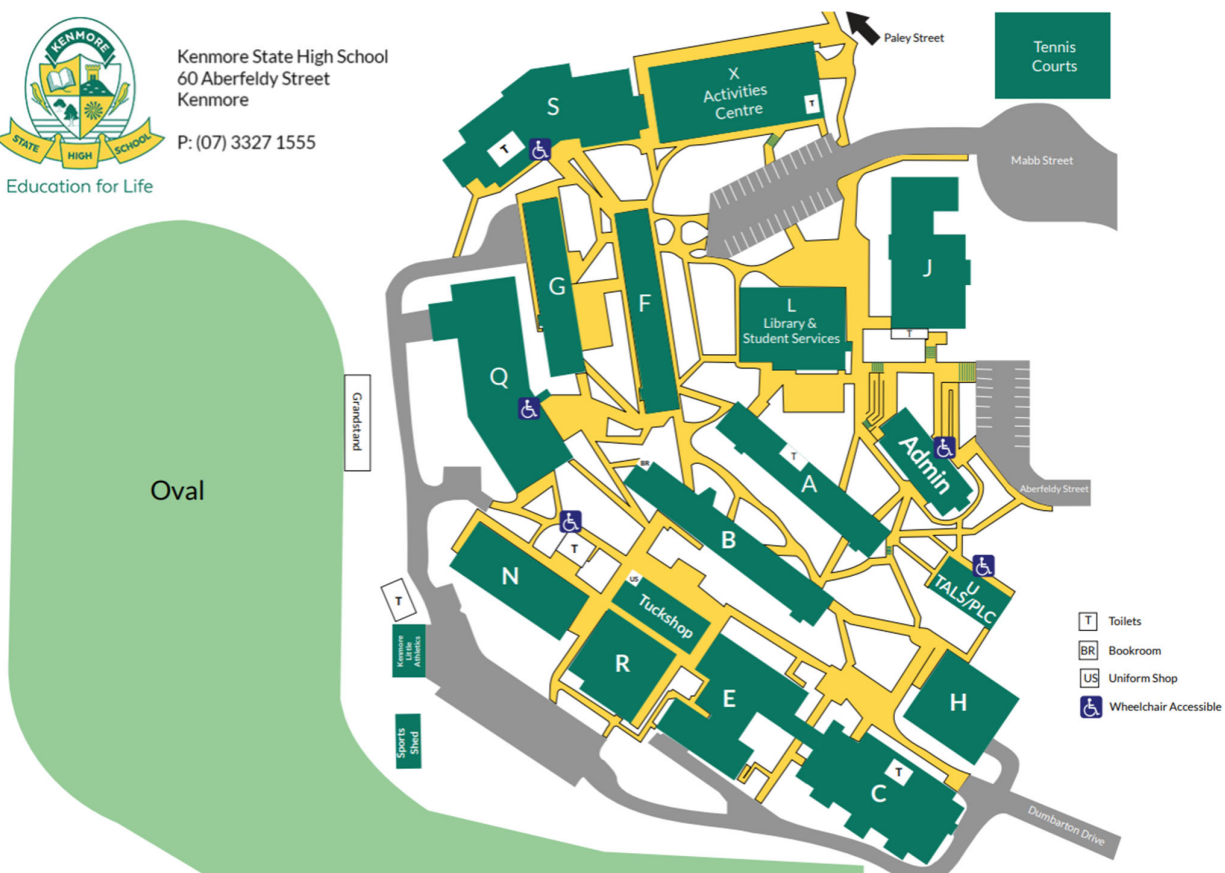 KENMORE
STATE HIGH SCHOOL
Education for Life
Kenmore State High School
60 Aberfeldy Street
Kenmore
P: (07) 3327 1555
Paley Street
Tennis
Courts
X
Activities
Centre
T
S
T
Mabb Street
J
T
G
F
L
Library &
Student Services
Q
Grandstand
Oval
Admin
Aberfeldy Street
A
T
BR
B
T
N
U
TALS/PLC
US
Tuckshop
T
Kenmore
Little
Athletics
R
E
H
Sports
Shed
C
T
Dumbarton Drive
T Toilets
BR Bookroom
US Uniform Shop
Wheelchair Accessible